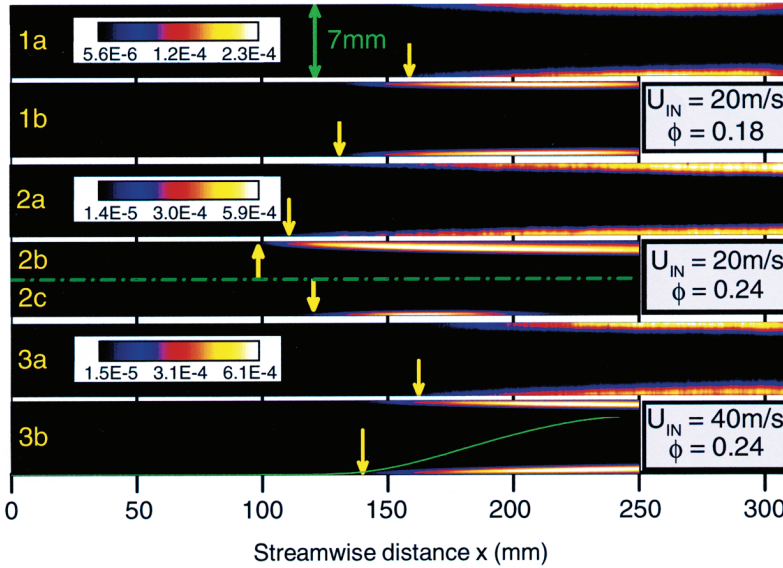 1a
5.6E-6 1.2E-4 2.3E-4
7mm
1b
U_IN = 20m/s
ϕ = 0.18
2a
1.4E-5 3.0E-4 5.9E-4
2b
2c
U_IN = 20m/s
ϕ = 0.24
3a
1.5E-5 3.1E-4 6.1E-4
3b
U_IN = 40m/s
ϕ = 0.24
0 50 100 150 200 250 300
Streamwise distance x (mm)